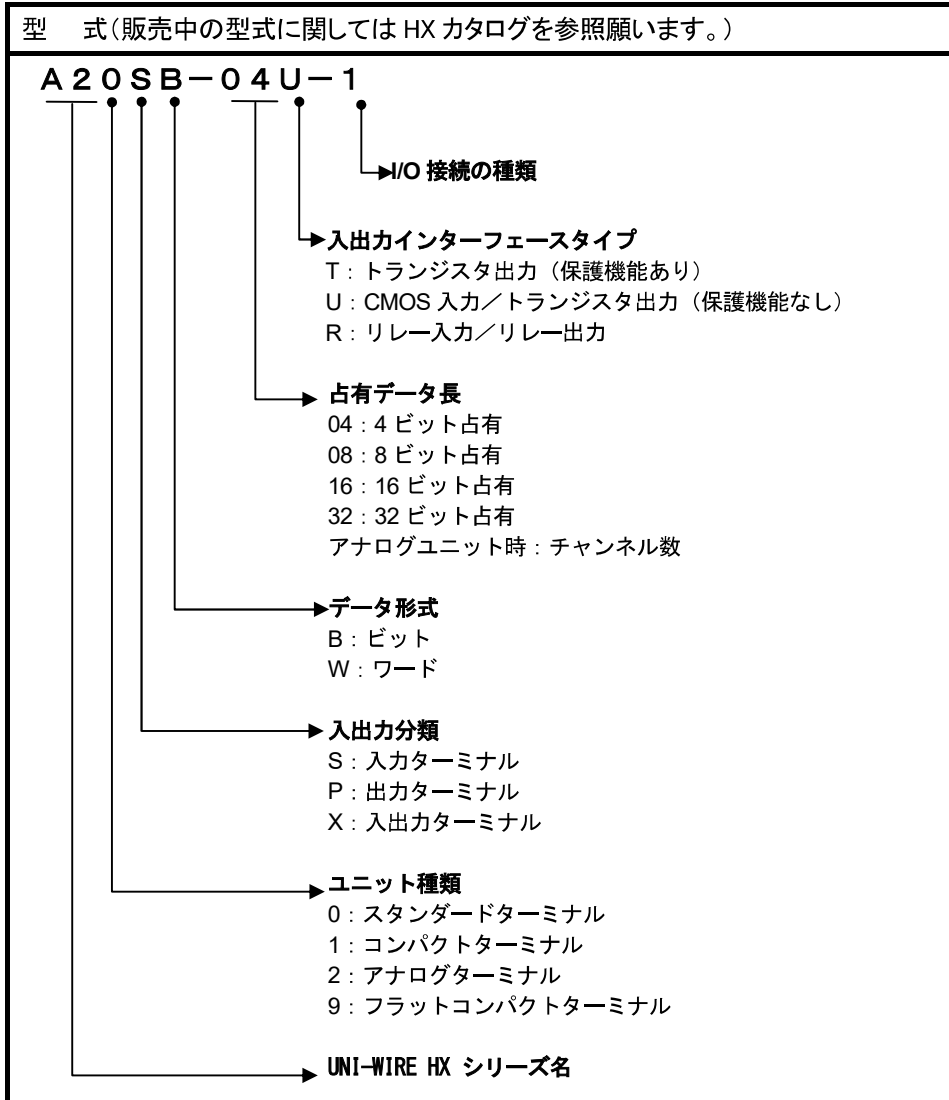 型 式(販売中の型式に関しては HX カタログを参照願います。)
A20SB-04U-1
I/O 接続の種類
入出力インターフェースタイプ
T:トランジスタ出力(保護機能あり)
U:CMOS 入力/トランジスタ出力(保護機能なし)
R:リレー入力/リレー出力
占有データ長
04:4 ビット占有
08:8 ビット占有
16:16 ビット占有
32:32 ビット占有
アナログユニット時:チャンネル数
データ形式
B:ビット
W:ワード
入出力分類
S:入力ターミナル
P:出力ターミナル
X:入出力ターミナル
ユニット種類
0:スタンダードターミナル
1:コンパクトターミナル
2:アナログターミナル
9:フラットコンパクトターミナル
UNI-WIRE HX シリーズ名